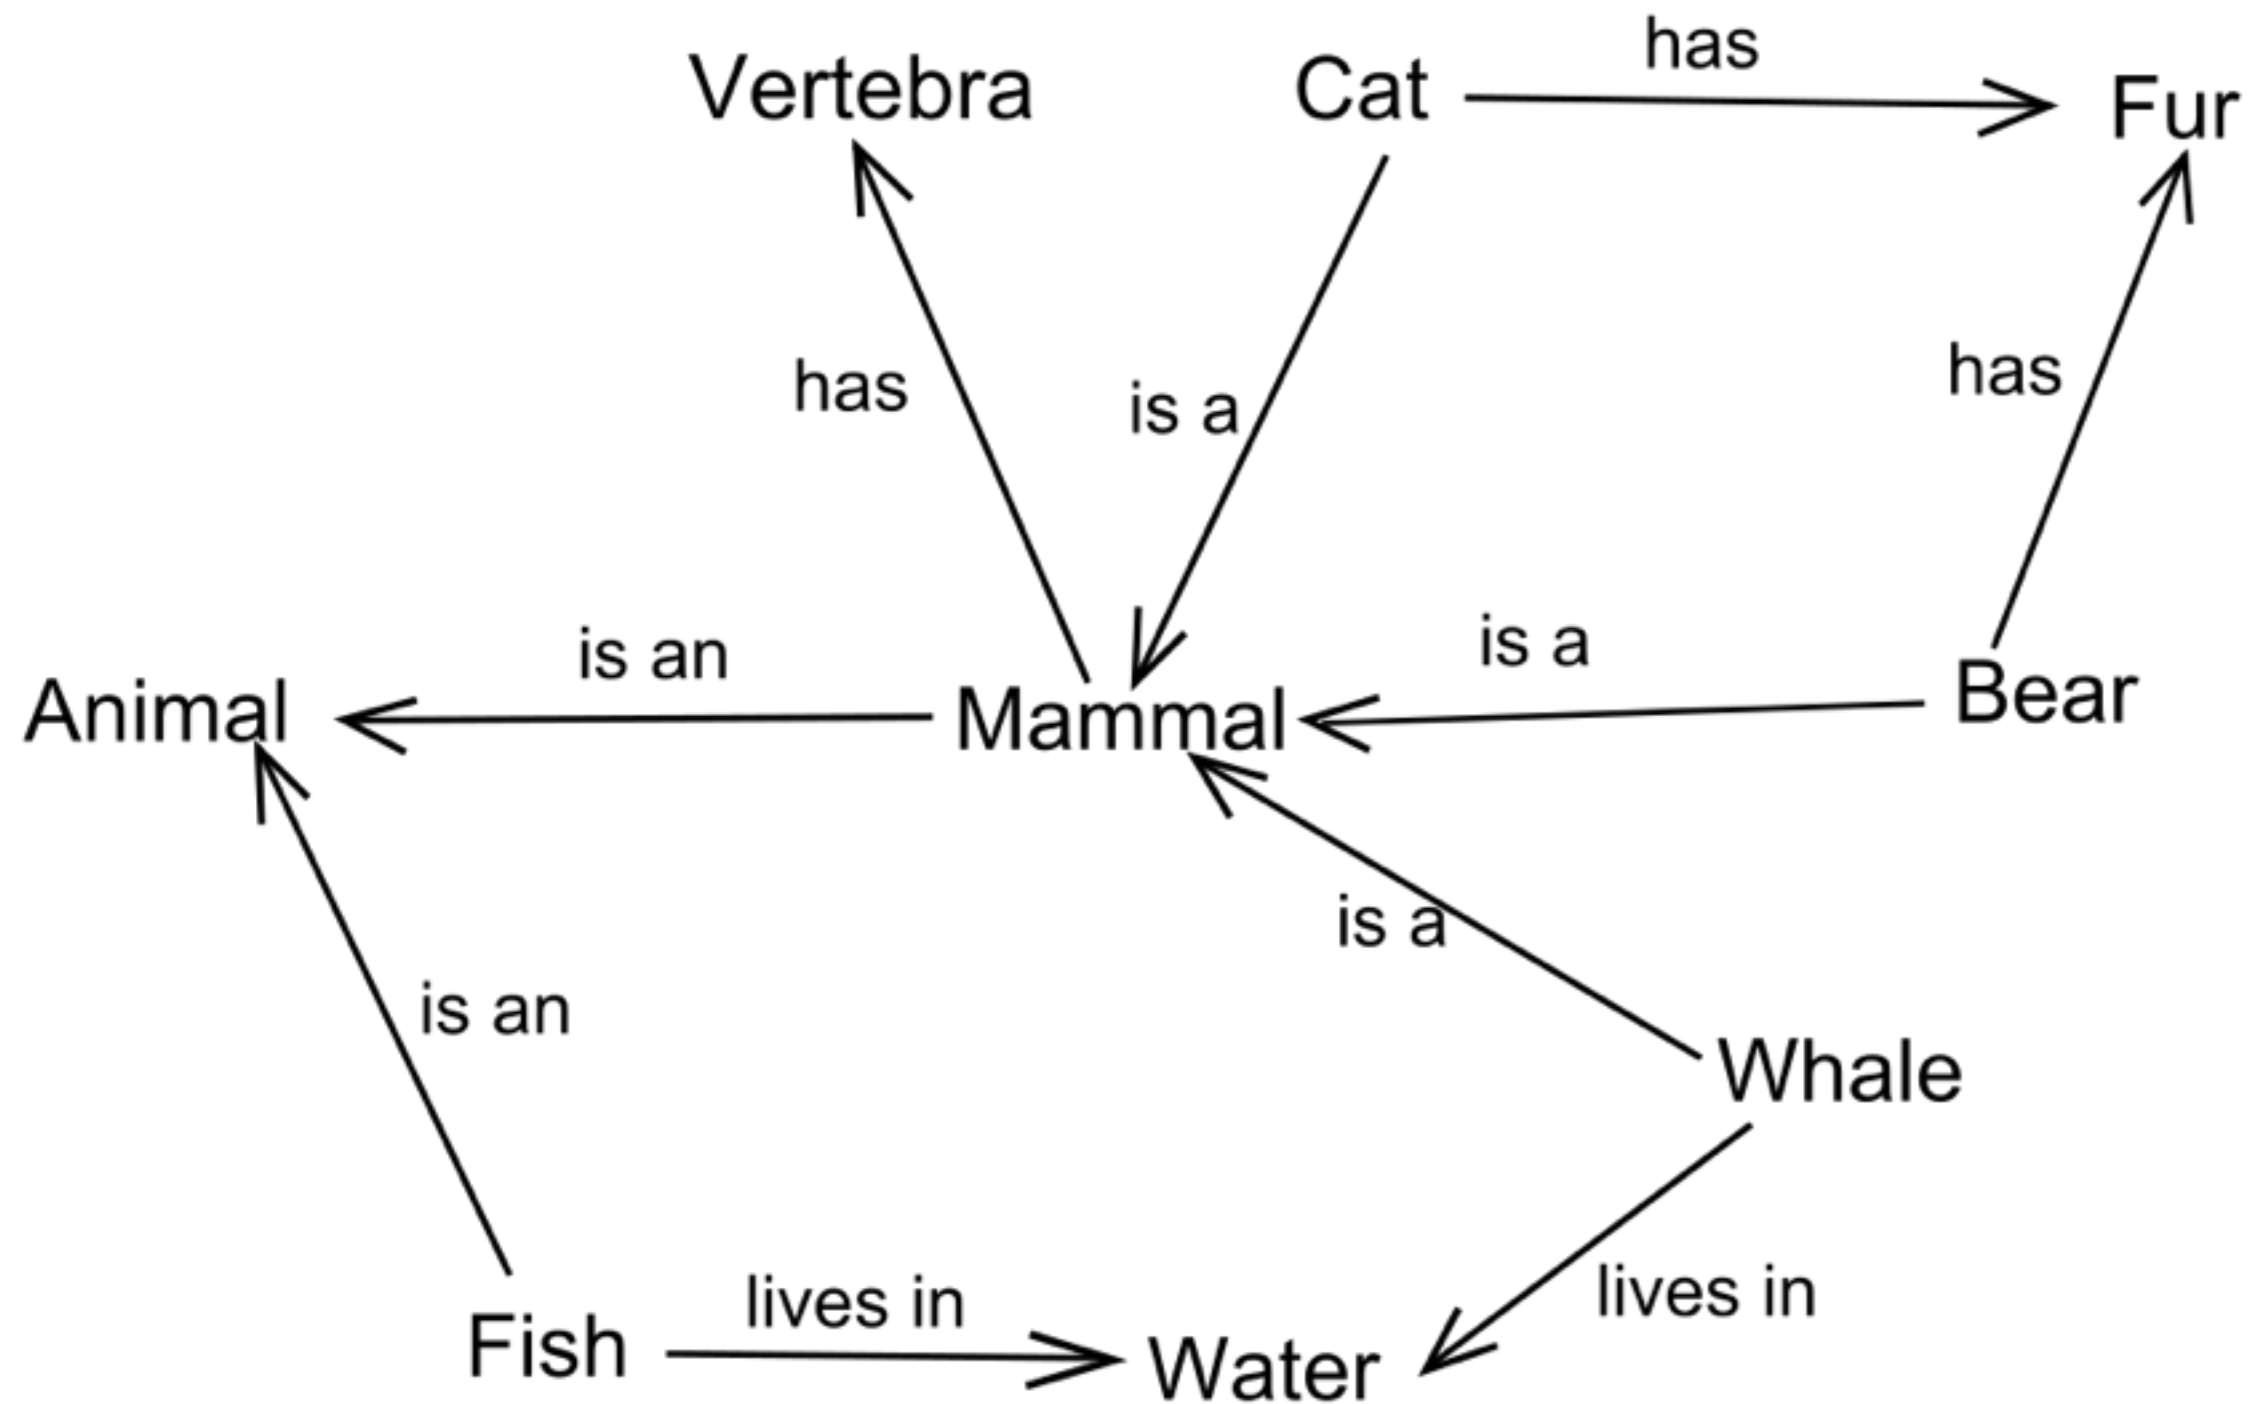 has
Vertebra
Cat
Fur
has
has
is a
is an
is a
Animal
Mammal
Bear
is a
is an
Whale
lives in
lives in
Fish
Water